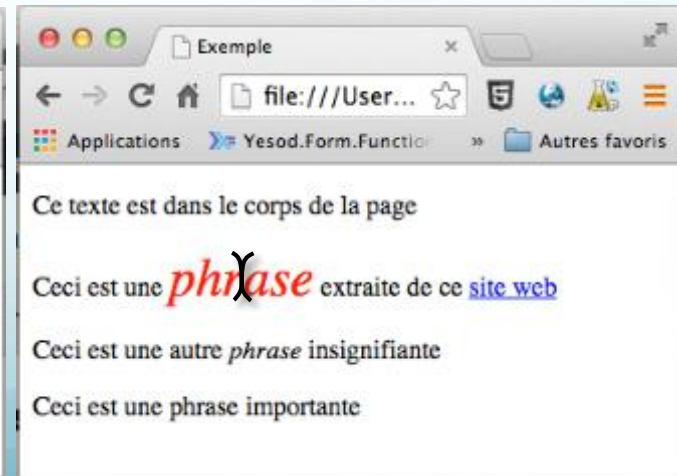 Exemple
file:///User...
Applications Yesod.Form.Functio » Autres favoris
Ce texte est dans le corps de la page
Ceci est une phrase extraite de ce site web
Ceci est une autre phrase insignifiante
Ceci est une phrase importante